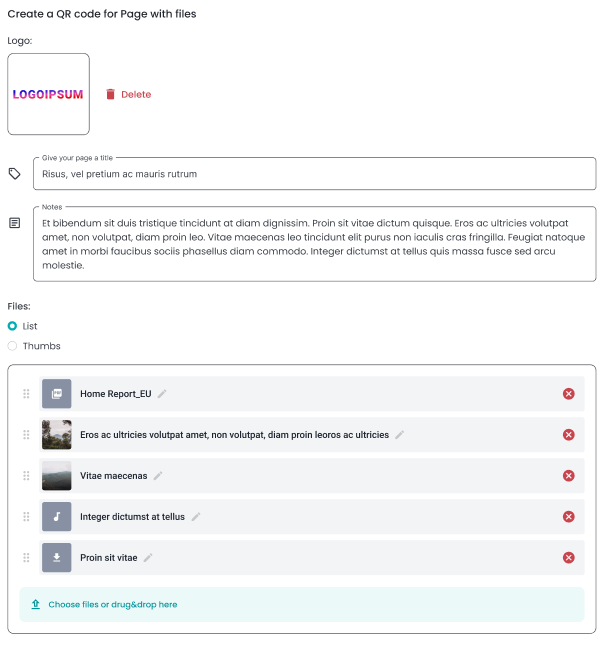 Create a QR code for Page with files
Logo:
LOGOIPSUM
Delete
Give your page a title
Risus, vel pretium ac mauris rutrum
Notes
Et bibendum sit duis tristique tincidunt at diam dignissim. Proin sit vitae dictum quisque. Eros ac ultricies volutpat
amet, non volutpat, diam proin leo. Vitae maecenas leo tincidunt elit purus non iaculis cras fringilla. Feugiat natoque
amet in morbi faucibus sociis phasellus diam commodo. Integer dictumst at tellus quis massa fusce sed arcu
molestie.
Files:
List
Thumbs
Home Report_EU
Eros ac ultricies volutpat amet, non volutpat, diam proin leoros ac ultricies
Vitae maecenas
Integer dictumst at tellus
Proin sit vitae
Choose files or drug&drop here